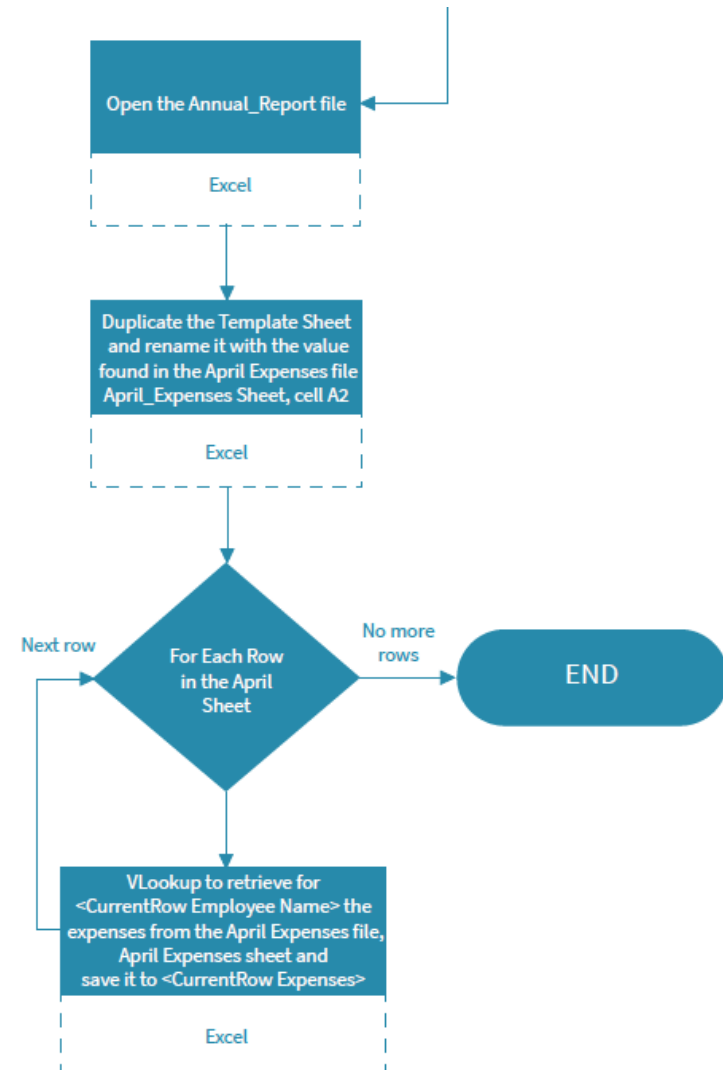 Open the Annual_Report file
Excel
Duplicate the Template Sheet
and rename it with the value
found in the April Expenses file
April_Expenses Sheet, cell A2
Excel
Next row
For Each Row
in the April
Sheet
No more
rows
END
VLookup to retrieve for
<CurrentRow Employee Name> the
expenses from the April Expenses file,
April Expenses sheet and
save it to <CurrentRow Expenses>
Excel